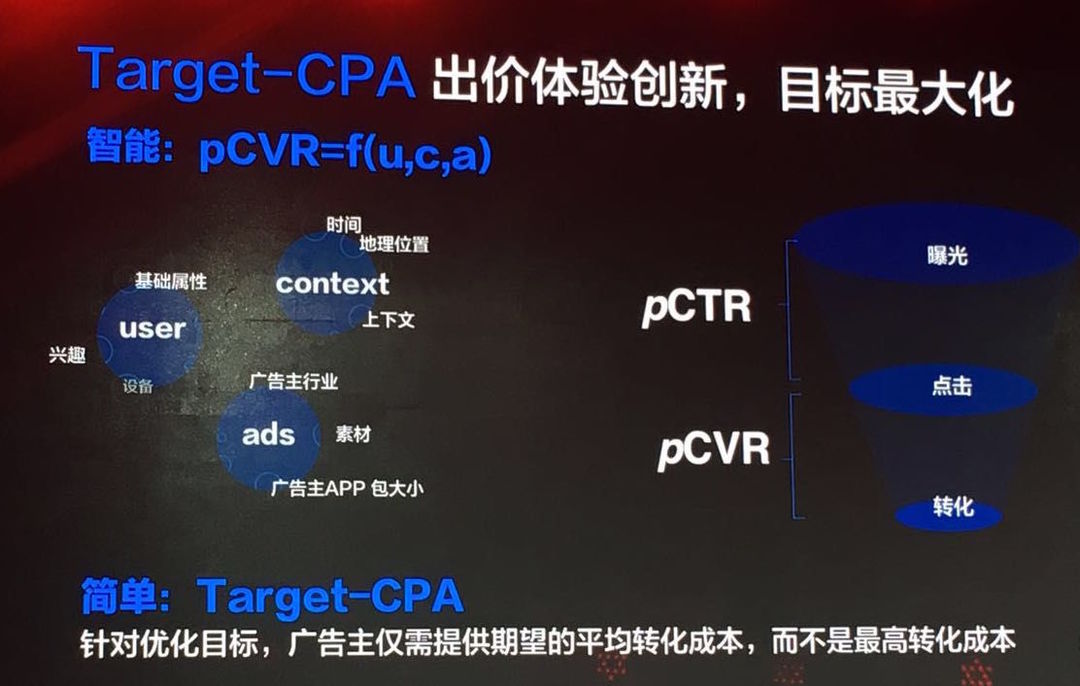 Target-CPA 出价体验创新，目标最大化
智能：pCVR=f(u,c,a)
时间
地理位置
context
上下文
基础属性
user
兴趣
设备
广告主行业
ads
素材
广告主APP 包大小
曝光
pCTR
点击
pCVR
转化
简单：Target-CPA
针对优化目标，广告主仅需提供期望的平均转化成本，而不是最高转化成本